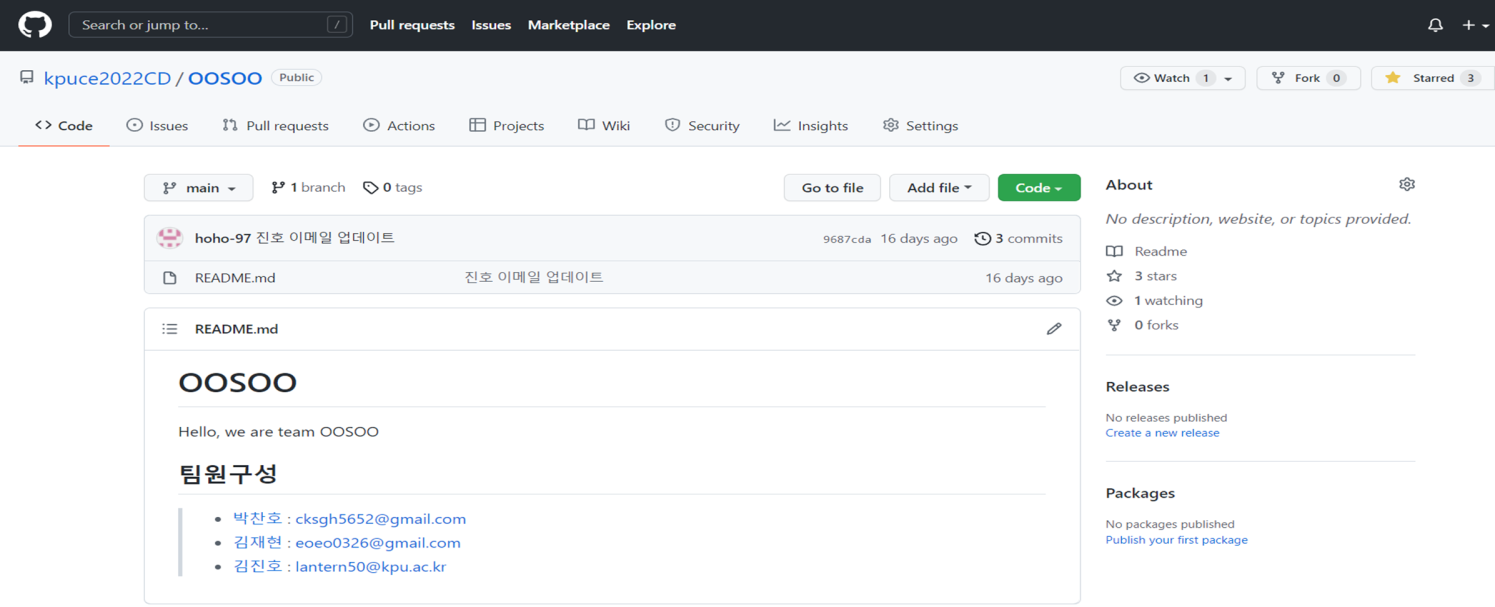 Search or jump to... /
Pull requests Issues Marketplace Explore
kpuce2022CD / OOSOO Public
Watch 1 Fork 0 Starred 3
Code Issues Pull requests Actions Projects Wiki Security Insights Settings
main 1 branch 0 tags Go to file Add file Code
hoho-97 진호 이메일 업데이트 9687cda 16 days ago 3 commits
README.md 진호 이메일 업데이트 16 days ago
README.md
OOSOO
Hello, we are team OOSOO
팀원구성
박찬호 : cksgh5652@gmail.com
김재현 : eoeo0326@gmail.com
김진호 : lantern50@kpu.ac.kr
About
No description, website, or topics provided.
Readme
3 stars
1 watching
0 forks
Releases
No releases published
Create a new release
Packages
No packages published
Publish your first package